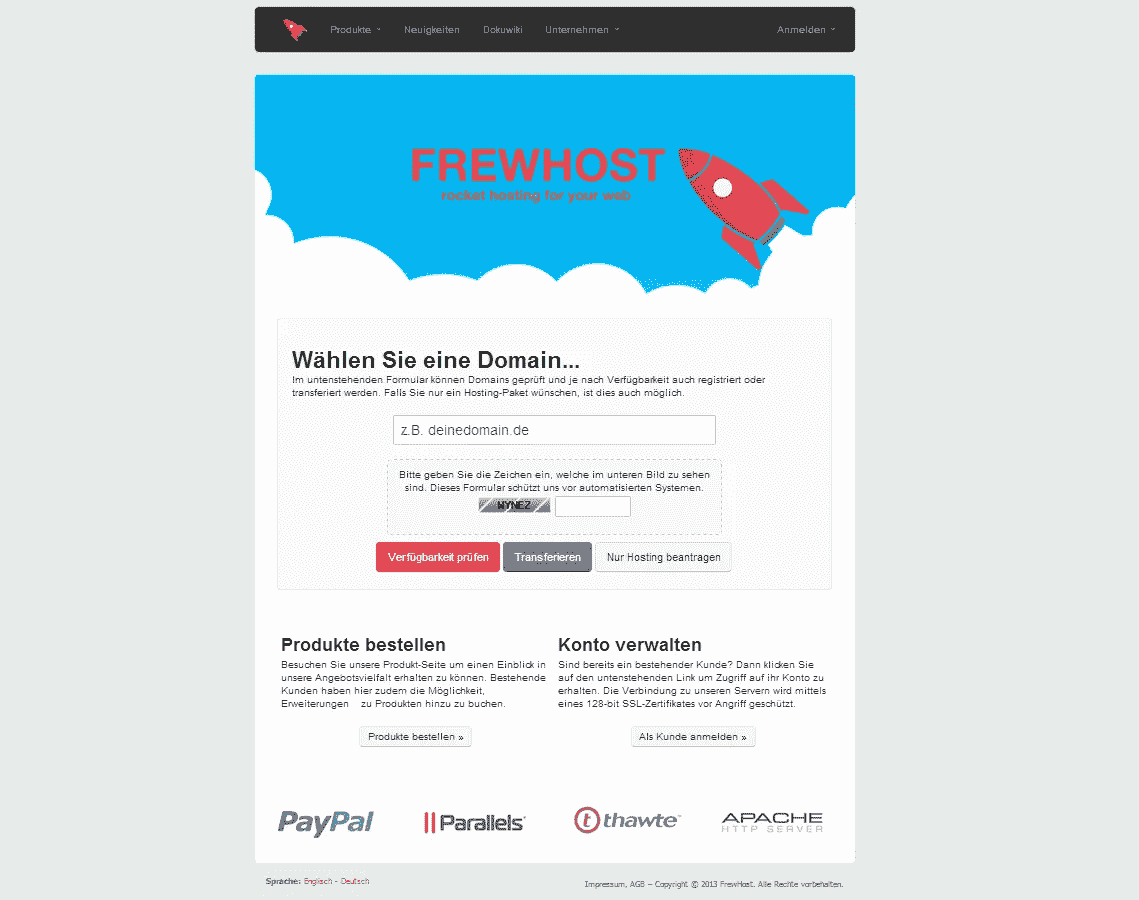 Produkte Neuigkeiten Dokuwiki Unternehmen Anmelden
FREWHOST
rocket hosting for your web
Wählen Sie eine Domain...
Im untenstehenden Formular können Domains geprüft und je nach Verfügbarkeit auch registriert oder
transferiert werden. Falls Sie nur ein Hosting-Paket wünschen, ist dies auch möglich.
z.B. deinedomain.de
Bitte geben Sie die Zeichen ein, welche im unteren Bild zu sehen
sind. Dieses Formular schützt uns vor automatisierten Systemen.
WYNEZ
Verfügbarkeit prüfen Transferieren Nur Hosting beantragen
Produkte bestellen
Besuchen Sie unsere Produkt-Seite um einen Einblick in
unsere Angebotsvielfalt erhalten zu können. Bestehende
Kunden haben hier zudem die Möglichkeit,
Erweiterungen zu Produkten hinzu zu buchen.
Produkte bestellen »
Konto verwalten
Sind bereits ein bestehender Kunde? Dann klicken Sie
auf den untenstehenden Link um Zugriff auf ihr Konto zu
erhalten. Die Verbindung zu unseren Servern wird mittels
eines 128-bit SSL-Zertifikates vor Angriff geschützt.
Als Kunde anmelden »
PayPal Parallels thawte APACHE
HTTP SERVER
Sprache: Englisch - Deutsch
Impressum, AGB – Copyright © 2013 FrewHost. Alle Rechte vorbehalten.